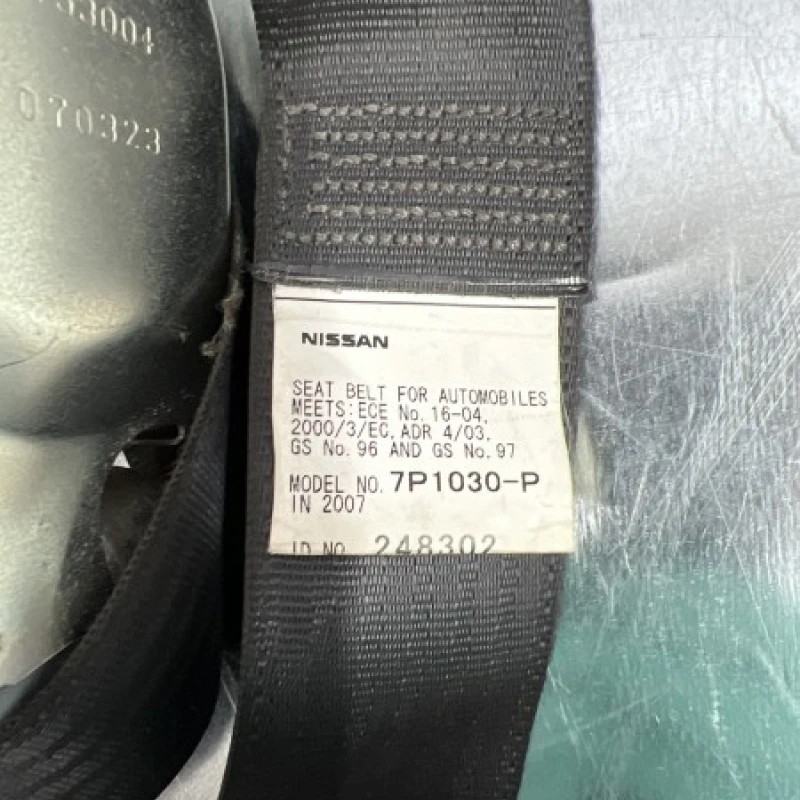 070323
NISSAN
SEAT BELT FOR AUTOMOBILES
MEETS:ECE No.16-04,
2000/3/EC, ADR 4/03,
GS No.96 AND GS No.97
MODEL NO. 7P1030-P
IN 2007
ID NO. 248302